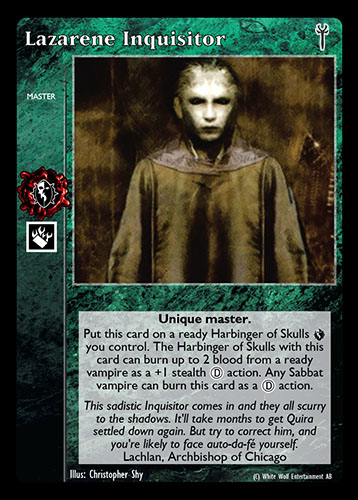 Lazarene Inquisitor
MASTER
Unique master.
Put this card on a ready Harbinger of Skulls
you control. The Harbinger of Skulls with this
card can burn up to 2 blood from a ready
vampire as a +1 stealth Ⓓ action. Any Sabbat
vampire can burn this card as a Ⓓ action.
This sadistic Inquisitor comes in and they all scurry
to the shadows. It'll take months to get Quira
settled down again. But try to correct him, and
you're likely to face auto-da-fé yourself.
Lachlan, Archbishop of Chicago
Illus: Christopher Shy
(C) White Wolf Entertainment AB